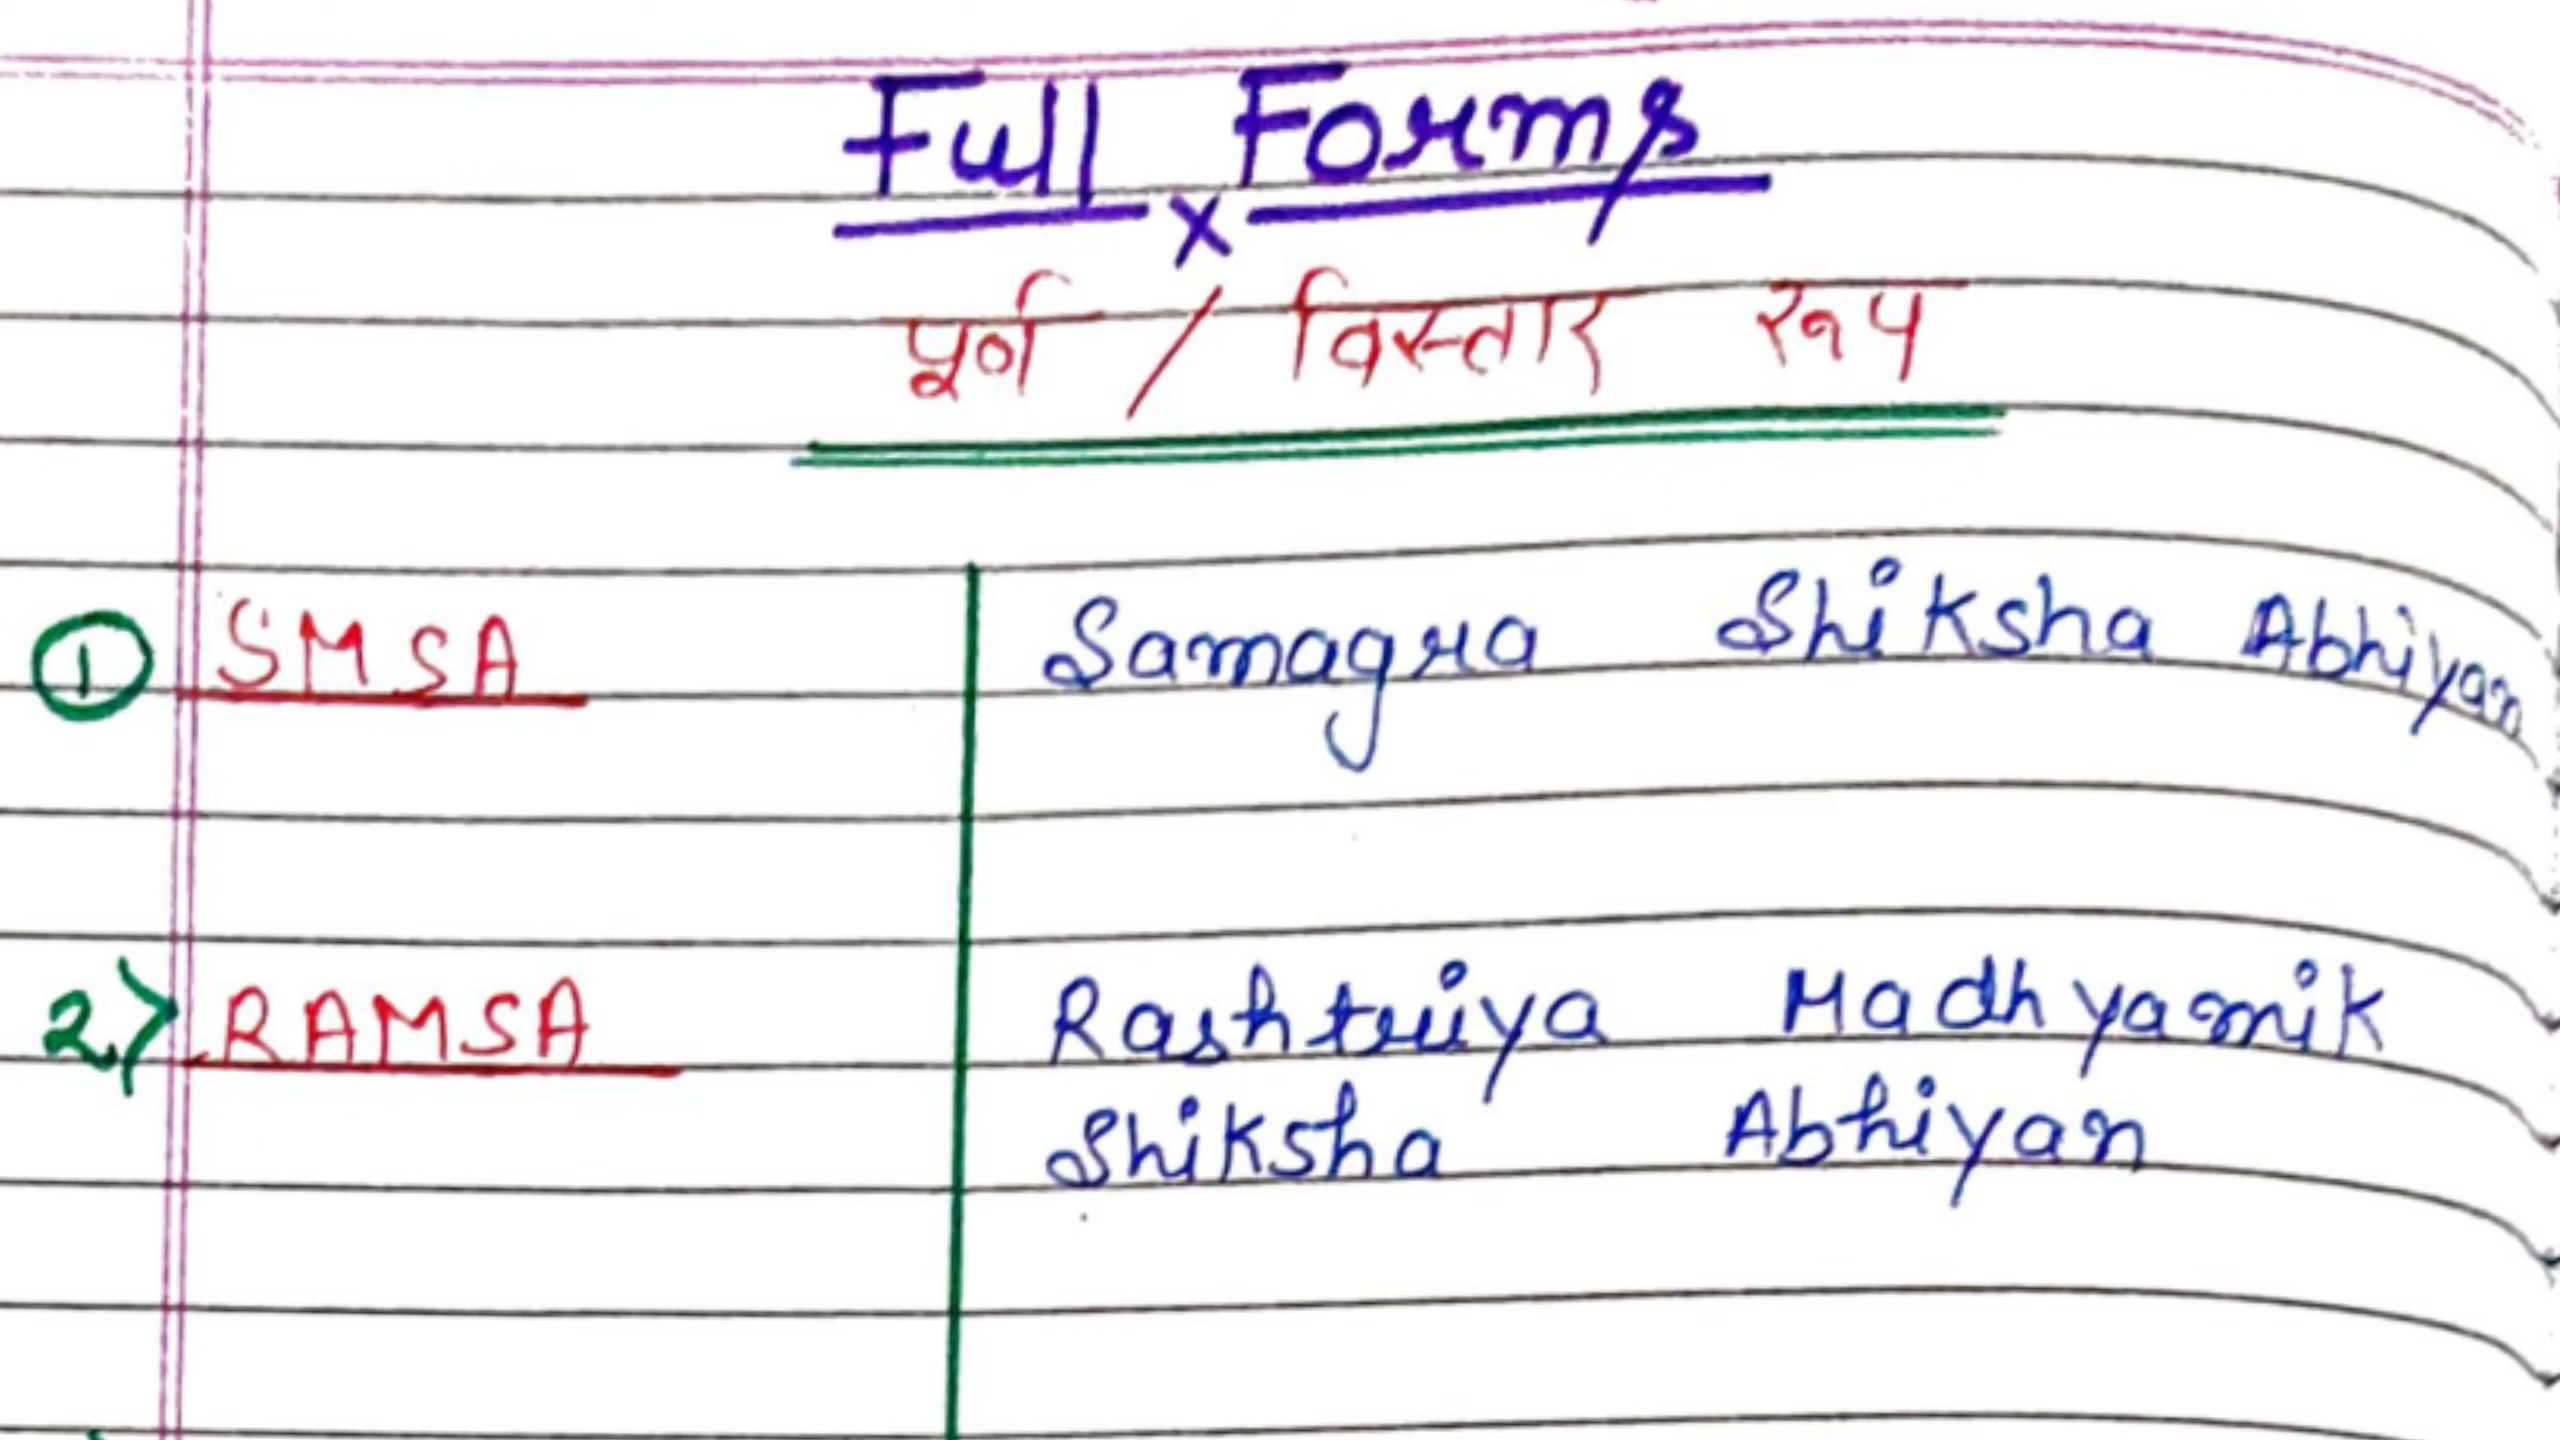 Full Forms
x
पूर्ण / विस्तार रूप
1 SMSA Samagra Shiksha Abhiyan
2) RAMSA Rashtriya Madhyamik
Shiksha Abhiyan